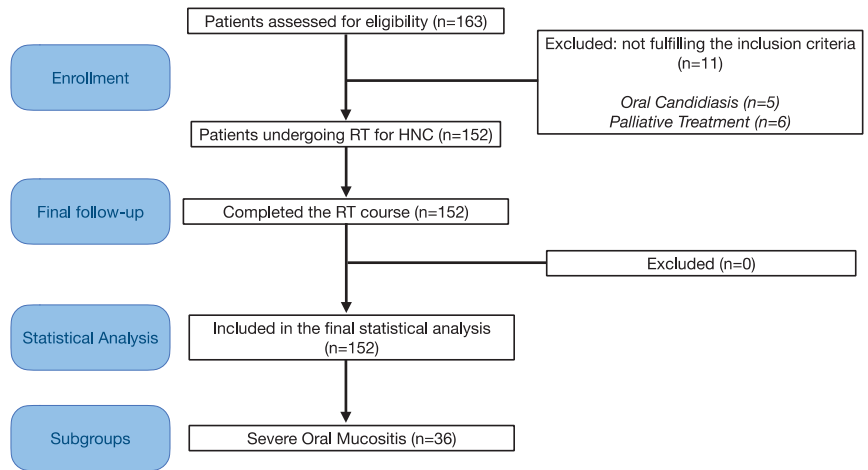 Patients assessed for eligibility (n=163)
Enrollment
Excluded: not fulfilling the inclusion criteria
(n=11)
Oral Candidiasis (n=5)
Palliative Treatment (n=6)
Patients undergoing RT for HNC (n=152)
Final follow-up
Completed the RT course (n=152)
Excluded (n=0)
Statistical Analysis
Included in the final statistical analysis
(n=152)
Subgroups
Severe Oral Mucositis (n=36)